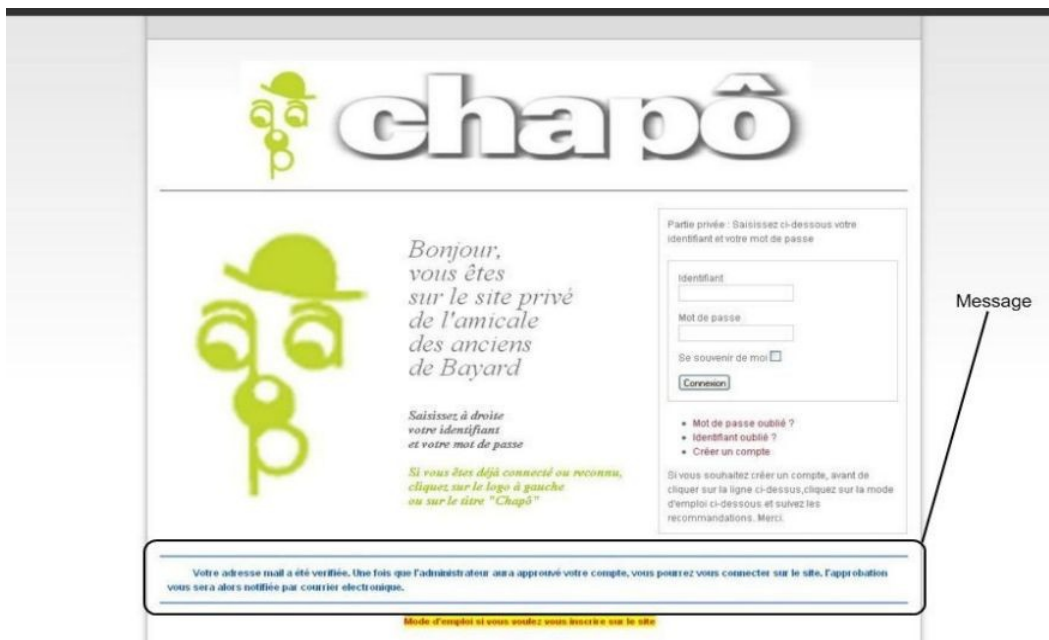 chapô
Bonjour,
vous êtes
sur le site privé
de l'amicale
des anciens
de Bayard
Saisissez à droite
votre identifiant
et votre mot de passe
Si vous êtes déjà connecté ou reconnu,
cliquez sur le logo à gauche
ou sur le titre "Chapô"
Partie privée : Saisissez ci-dessous votre
identifiant et votre mot de passe
Identifiant
Mot de passe
Se souvenir de moi
Connexion
Mot de passe oublié ?
Identifiant oublié ?
Créer un compte
Si vous souhaitez créer un compte, avant de
cliquer sur la ligne ci-dessus,cliquez sur la mode
d'emploi ci-dessous et suivez les
recommandations. Merci.
Message
Votre adresse mail a été verifiée. Une fois que l'administrateur aura approuvé votre compte, vous pourrez vous connecter sur le site. l'approbation
vous sera alors notifiée par courrier electronique.
Mode d'emploi si vous voulez vous inscrire sur le site